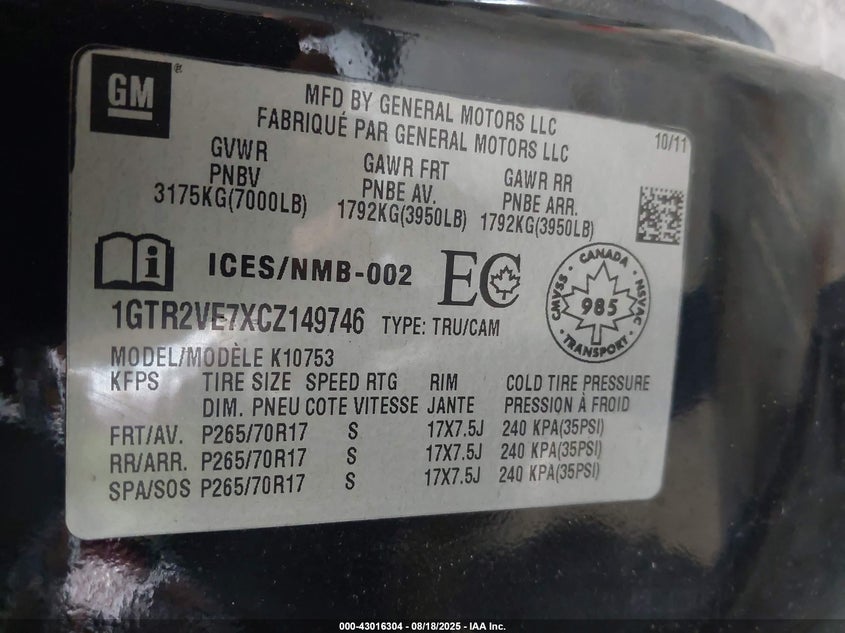 GM
MFD BY GENERAL MOTORS LLC
FABRIQUÉ PAR GENERAL MOTORS LLC
10/11
GVWR GAWR FRT GAWR RR
PNBV PNBE AV. PNBE ARR.
3175KG(7000LB) 1792KG(3950LB) 1792KG(3950LB)
ICES/NMB-002 EC
CANADA
CMVSS 985 NSVAC
TRANSPORT
1GTR2VE7XCZ149746 TYPE: TRU/CAM
MODEL/MODÈLE K10753
KFPS TIRE SIZE SPEED RTG RIM COLD TIRE PRESSURE
DIM. PNEU COTE VITESSE JANTE PRESSION À FROID
FRT/AV. P265/70R17 S 17X7.5J 240 KPA(35PSI)
RR/ARR. P265/70R17 S 17X7.5J 240 KPA(35PSI)
SPA/SOS P265/70R17 S 17X7.5J 240 KPA(35PSI)
000-43016304 - 08/18/2025 - IAA Inc.